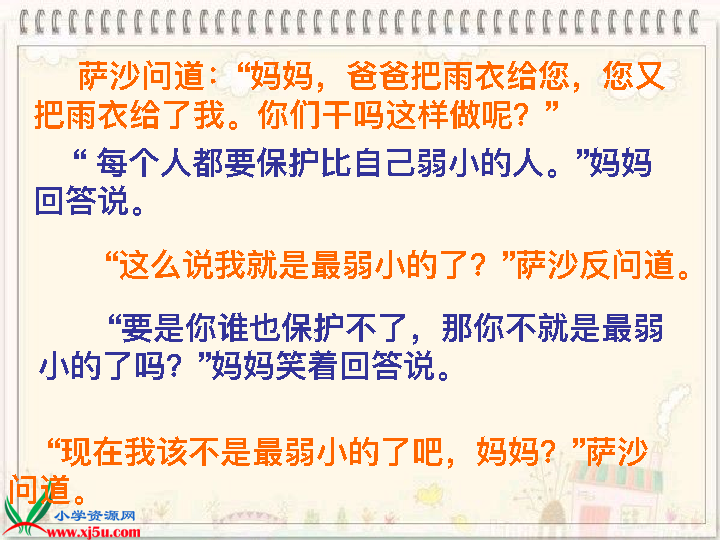 萨沙问道：“妈妈，爸爸把雨衣给您，您又
把雨衣给了我。你们干吗这样做呢？”
“ 每个人都要保护比自己弱小的人。”妈妈
回答说。
“这么说我就是最弱小的了？”萨沙反问道。
“要是你谁也保护不了，那你不就是最弱
小的了吗？”妈妈笑着回答说。
“现在我该不是最弱小的了吧，妈妈？”萨沙
问道。
小学资源网
www.xj5u.com